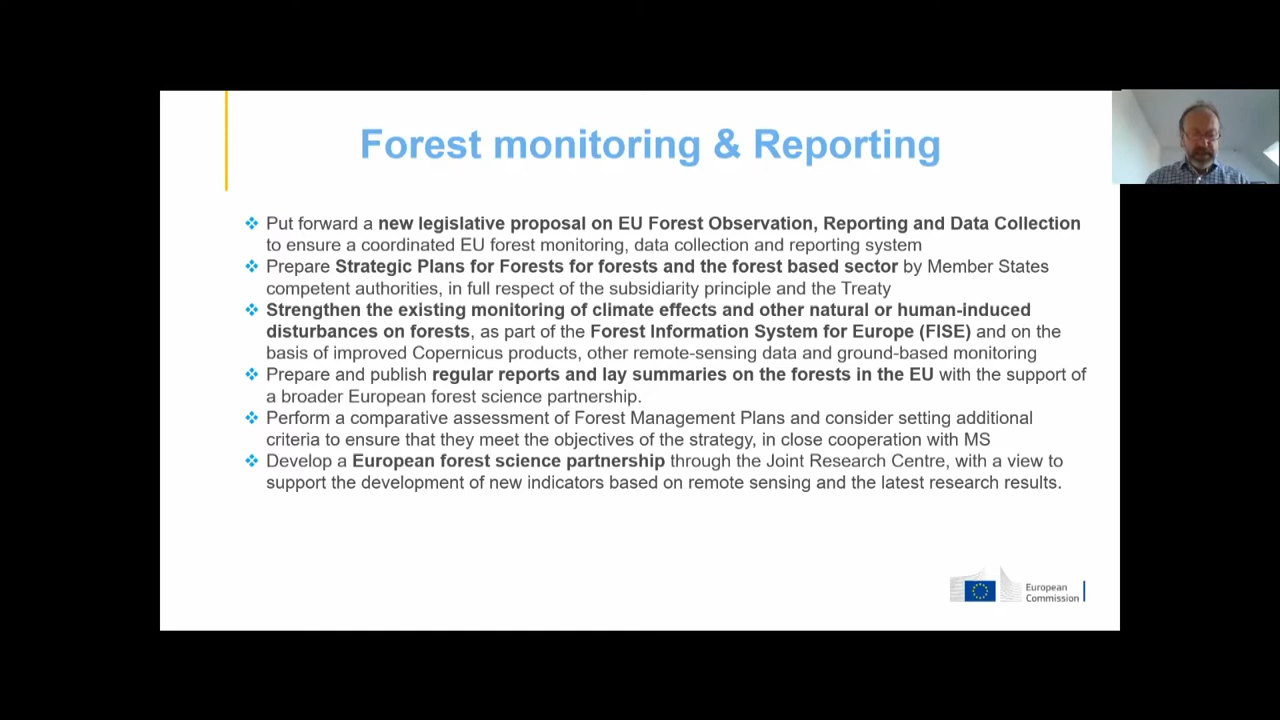 Forest monitoring & Reporting
Put forward a new legislative proposal on EU Forest Observation, Reporting and Data Collection
to ensure a coordinated EU forest monitoring, data collection and reporting system
Prepare Strategic Plans for Forests for forests and the forest based sector by Member States
competent authorities, in full respect of the subsidiarity principle and the Treaty
Strengthen the existing monitoring of climate effects and other natural or human-induced
disturbances on forests, as part of the Forest Information System for Europe (FISE) and on the
basis of improved Copernicus products, other remote-sensing data and ground-based monitoring
Prepare and publish regular reports and lay summaries on the forests in the EU with the support of
a broader European forest science partnership.
Perform a comparative assessment of Forest Management Plans and consider setting additional
criteria to ensure that they meet the objectives of the strategy, in close cooperation with MS
Develop a European forest science partnership through the Joint Research Centre, with a view to
support the development of new indicators based on remote sensing and the latest research results.
European
Commission